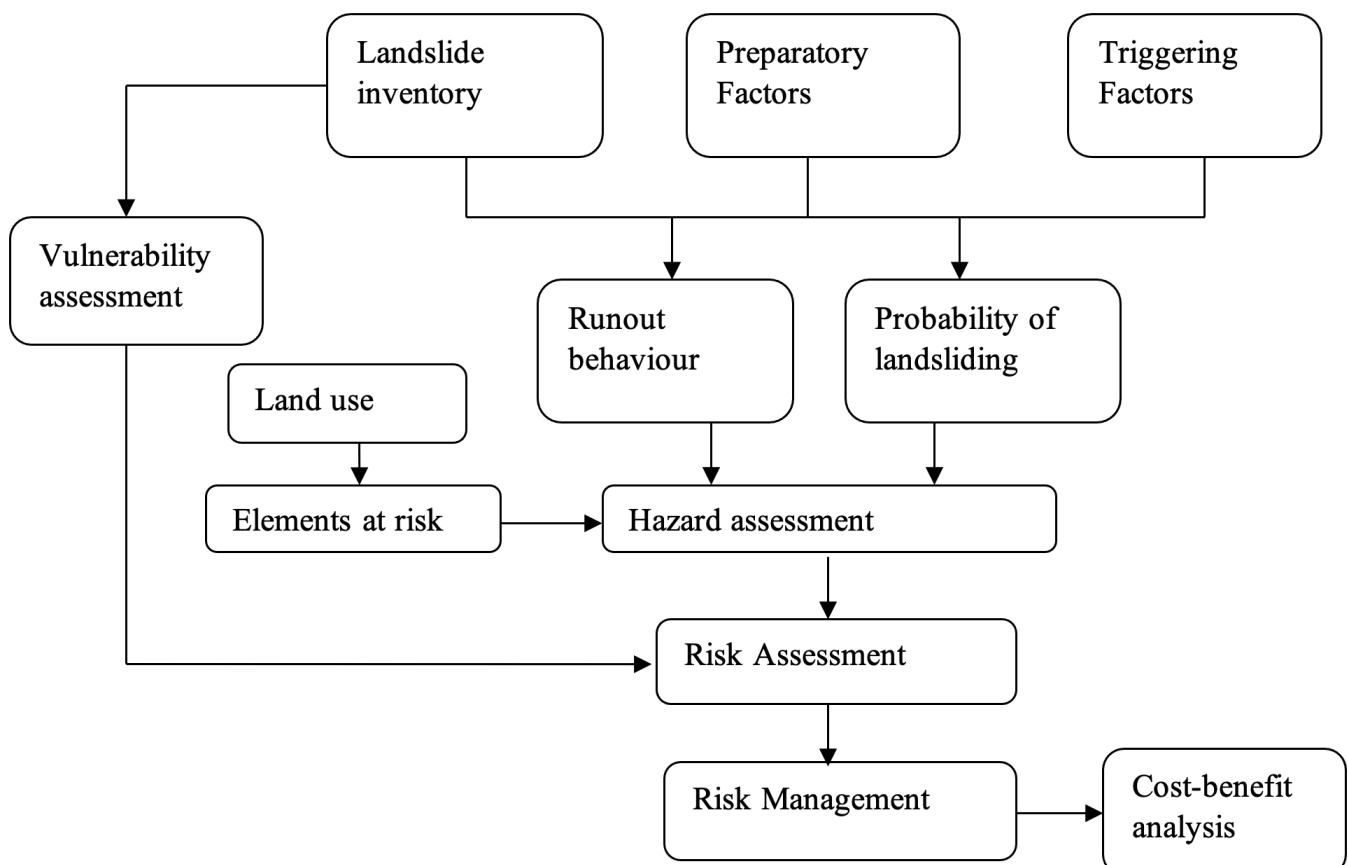 Landslide
inventory
Preparatory
Factors
Triggering
Factors
Vulnerability
assessment
Runout
behaviour
Probability of
landsliding
Land use
Elements at risk
Hazard assessment
Risk Assessment
Risk Management
Cost-benefit
analysis